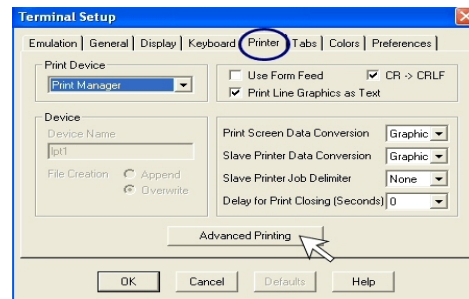 Terminal Setup
Emulation General Display Keyboard Printer Tabs Colors Preferences
Print Device
Print Manager
Use Form Feed CR -> CRLF
Print Line Graphics as Text
Device
Device Name
lpt1
File Creation Append
Overwrite
Print Screen Data Conversion Graphic
Slave Printer Data Conversion Graphic
Slave Printer Job Delimiter None
Delay for Print Closing (Seconds) 0
Advanced Printing
OK Cancel Defaults Help